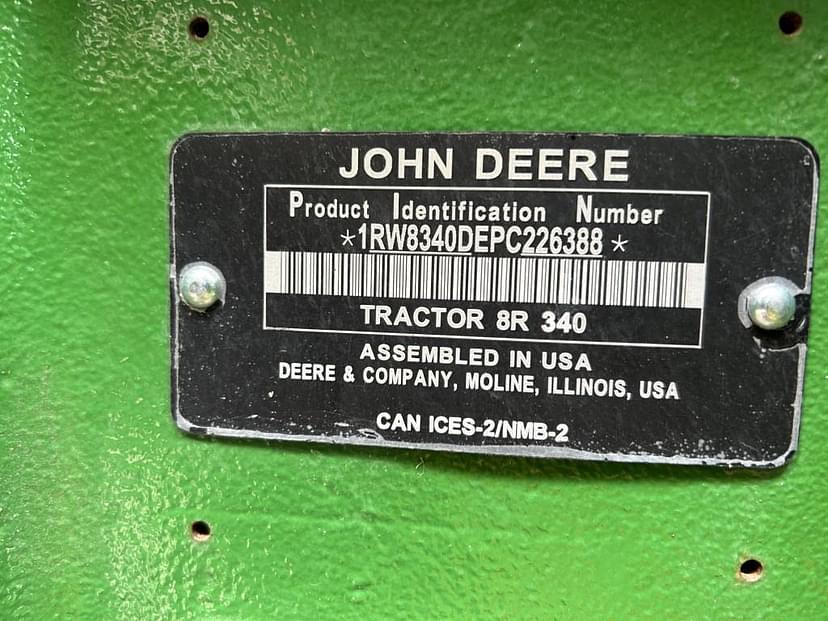 JOHN DEERE
Product Identification Number
*1RW8340DEPC226388*
TRACTOR 8R 340
ASSEMBLED IN USA
DEERE & COMPANY, MOLINE, ILLINOIS, USA
CAN ICES-2/NMB-2